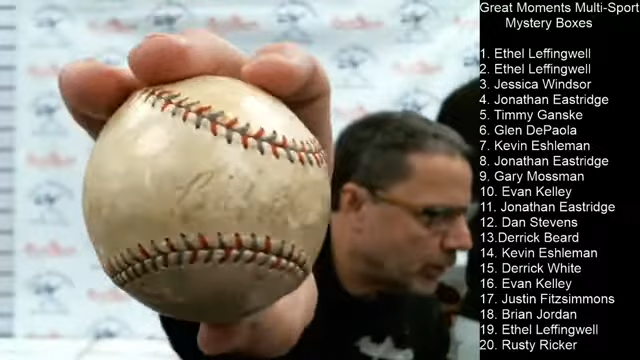 Great Moments Multi-Sport
Mystery Boxes
1. Ethel Leffingwell
2. Ethel Leffingwell
3. Jessica Windsor
4. Jonathan Eastridge
5. Timmy Ganske
6. Glen DePaola
7. Kevin Eshleman
8. Jonathan Eastridge
9. Gary Mossman
10. Evan Kelley
11. Jonathan Eastridge
12. Dan Stevens
13.Derrick Beard
14. Kevin Eshleman
15. Derrick White
16. Evan Kelley
17. Justin Fitzsimmons
18. Brian Jordan
19. Ethel Leffingwell
20. Rusty Ricker